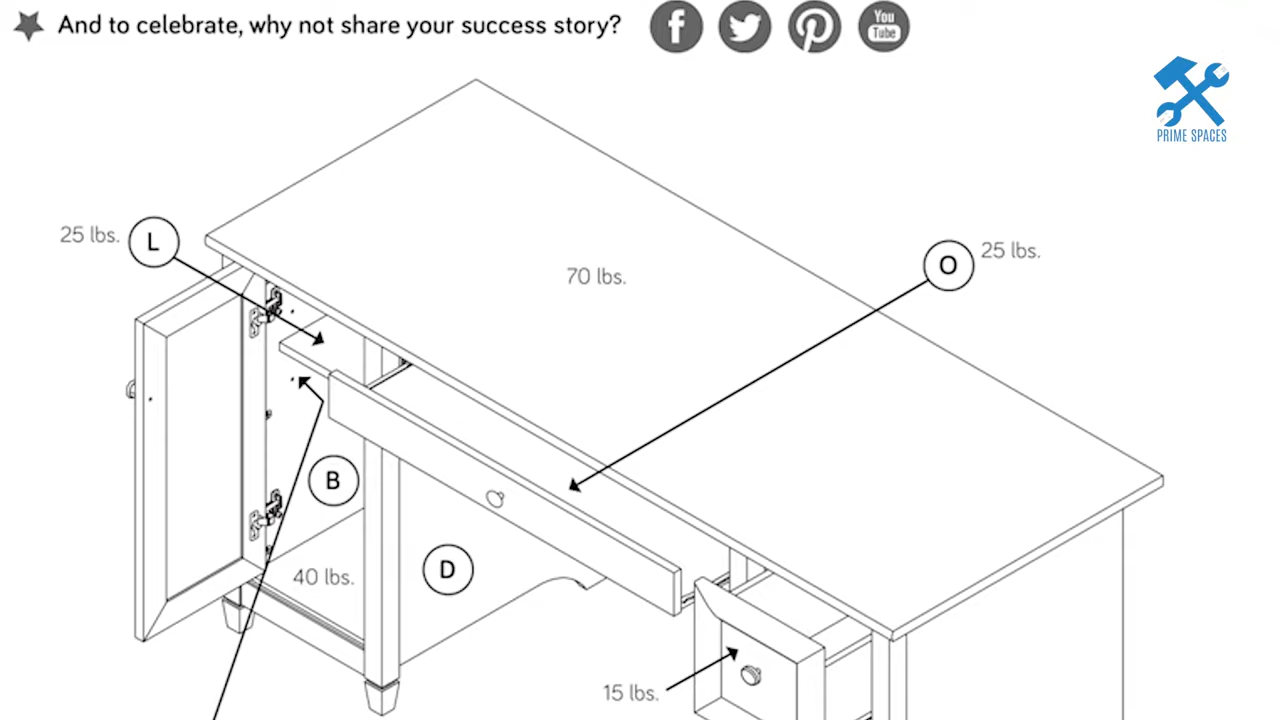 And to celebrate, why not share your success story?
f
You
Tube
PRIME SPACES
25 lbs.
L
O
25 lbs.
70 lbs.
B
D
40 lbs.
15 lbs.